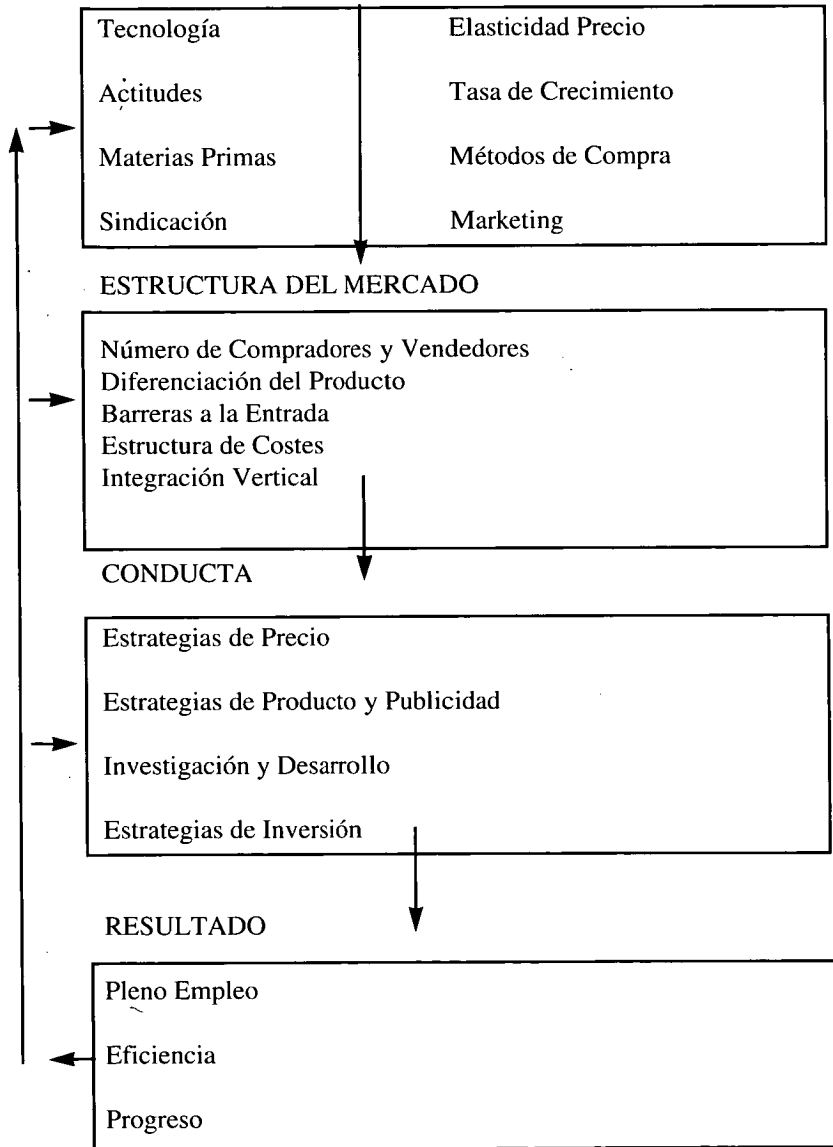 Tecnología Elasticidad Precio
Actitudes Tasa de Crecimiento
Materias Primas Métodos de Compra
Sindicación Marketing
ESTRUCTURA DEL MERCADO
Número de Compradores y Vendedores
Diferenciación del Producto
Barreras a la Entrada
Estructura de Costes
Integración Vertical
CONDUCTA
Estrategias de Precio
Estrategias de Producto y Publicidad
Investigación y Desarrollo
Estrategias de Inversión
RESULTADO
Pleno Empleo
Eficiencia
Progreso